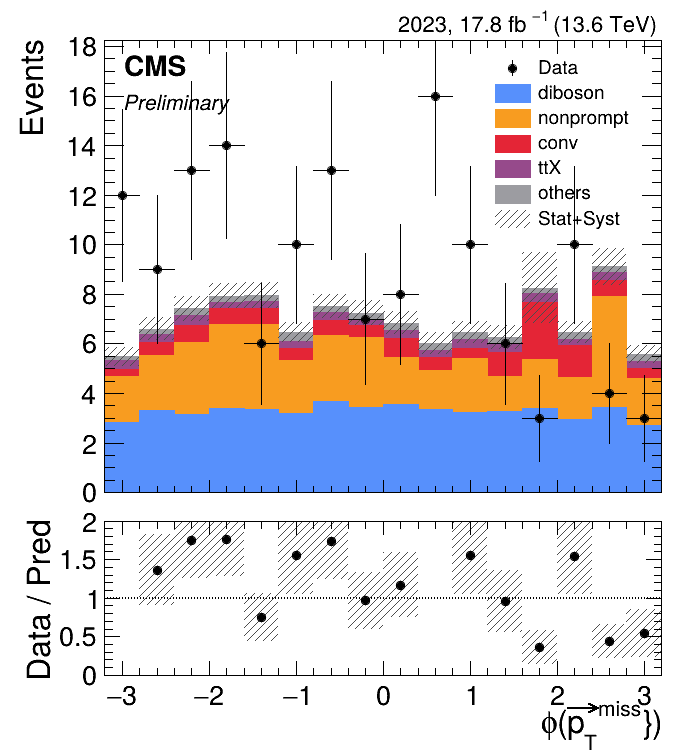 2023, 17.8 fb⁻¹ (13.6 TeV)
CMS
Preliminary
Events
18
16
14
12
10
8
6
4
2
0
Data
diboson
nonprompt
conv
ttX
others
Stat+Syst
Data / Pred
2
1.5
1
0.5
0
−3 −2 −1 0 1 2 3
ϕ(p⃗_T^miss})